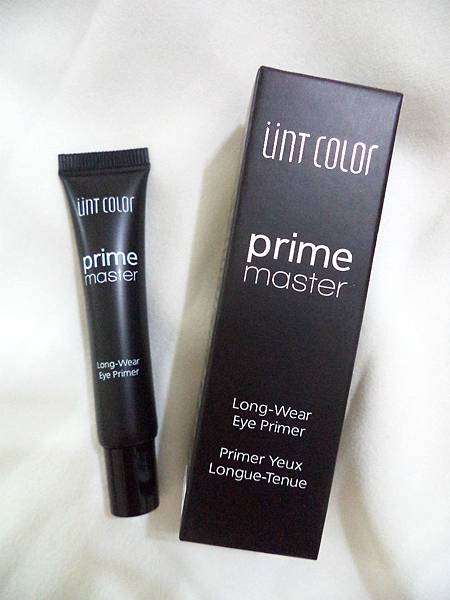 ÜNT COLOR
prime
master
Long-Wear
Eye Primer
ÜNT COLOR
prime
master
Long-Wear
Eye Primer
Primer Yeux
Longue-Tenue